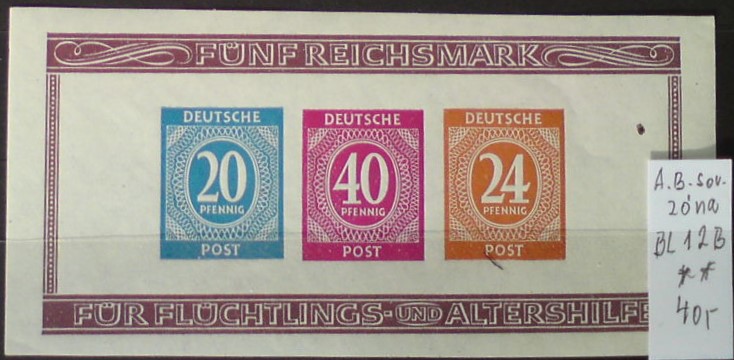 FÜNF REICHSMARK
DEUTSCHE
20
PFENNIG
POST
DEUTSCHE
40
PFENNIG
POST
DEUTSCHE
24
PFENNIG
POST
FÜR FLÜCHTLINGS-UND ALTERSHILFE
A.B-Sov.
zóna
BL 12B
**
40,-